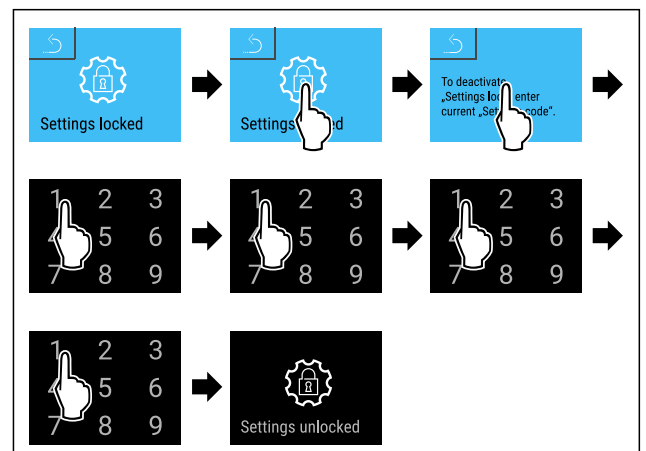 Settings locked
Settings
To deactivate
„Settings enter
current code“.
1 2 3
4 5 6
7 8 9
1 2 3
4 5 6
7 8 9
1 2 3
4 5 6
7 8 9
1 2 3
4 5 6
7 8 9
Settings unlocked